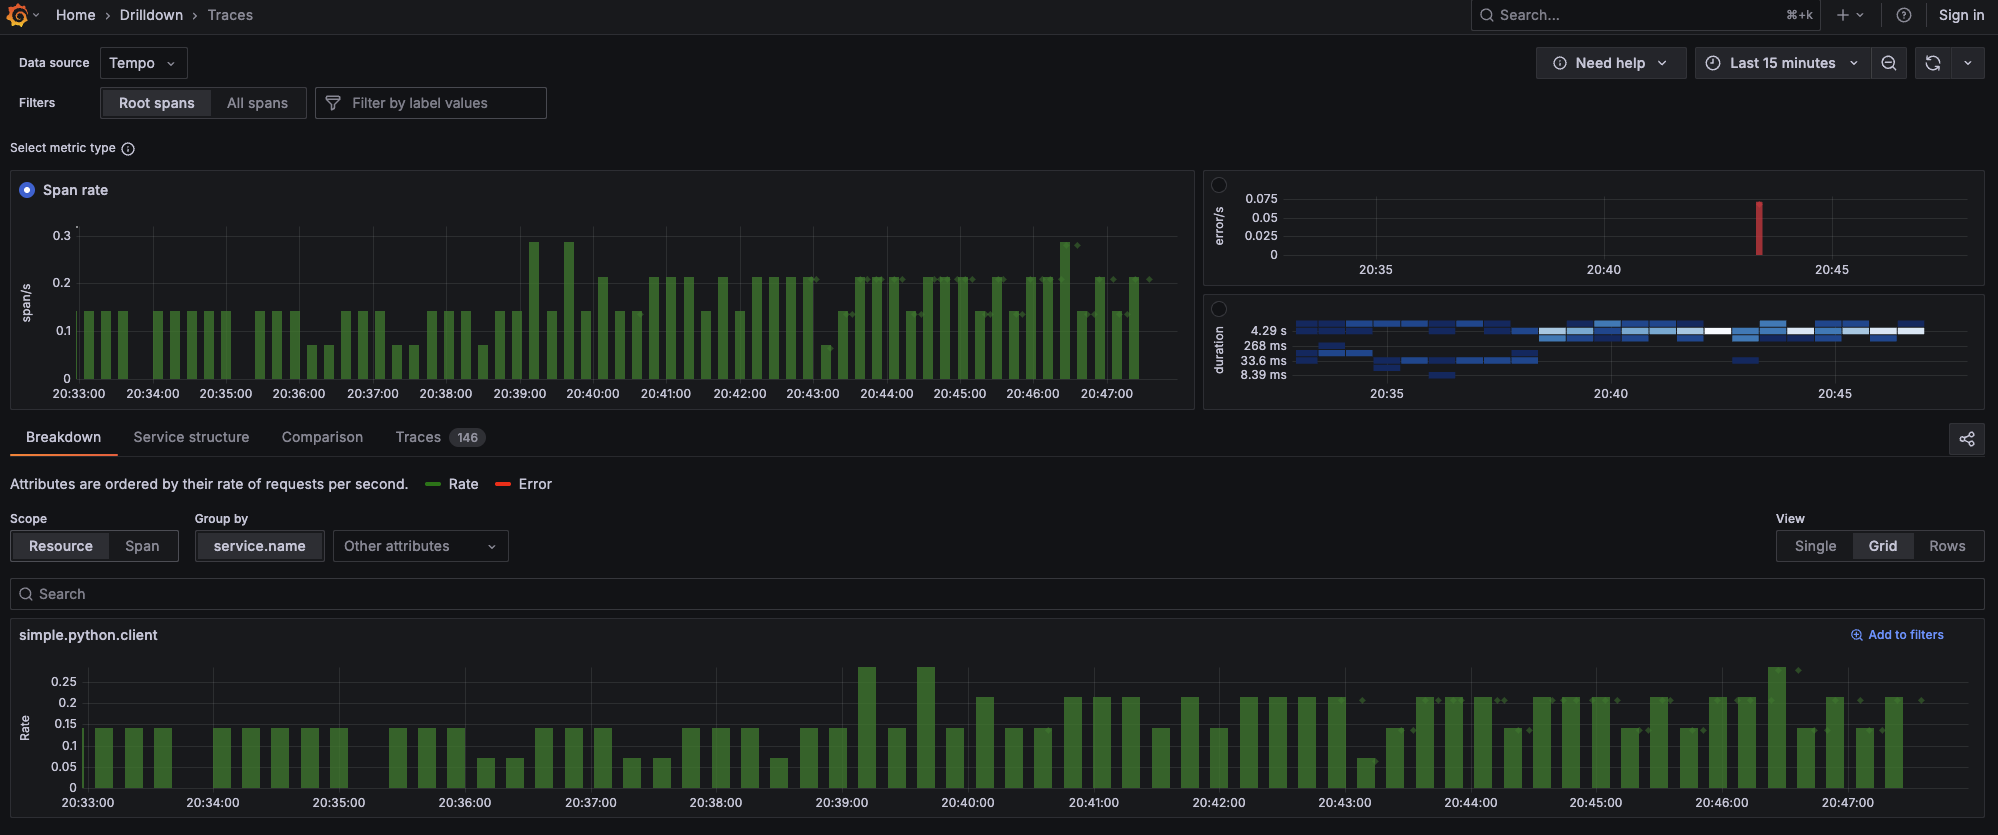 Home › Drilldown › Traces
Search... ⌘+k
Sign in
Data source Tempo
Need help
Last 15 minutes
Filters Root spans All spans Filter by label values
Select metric type
Span rate
span/s
0.3
0.2
0.1
0
20:33:00 20:34:00 20:35:00 20:36:00 20:37:00 20:38:00 20:39:00 20:40:00 20:41:00 20:42:00 20:43:00 20:44:00 20:45:00 20:46:00 20:47:00
error/s
0.075
0.05
0.025
0
20:35 20:40 20:45
duration
4.29 s
268 ms
33.6 ms
8.39 ms
20:35 20:40 20:45
Breakdown Service structure Comparison Traces 146
Attributes are ordered by their rate of requests per second. Rate Error
Scope Group by View
Resource Span service.name Other attributes Single Grid Rows
Search
simple.python.client Add to filters
Rate
0.25
0.2
0.15
0.1
0.05
0
20:33:00 20:34:00 20:35:00 20:36:00 20:37:00 20:38:00 20:39:00 20:40:00 20:41:00 20:42:00 20:43:00 20:44:00 20:45:00 20:46:00 20:47:00